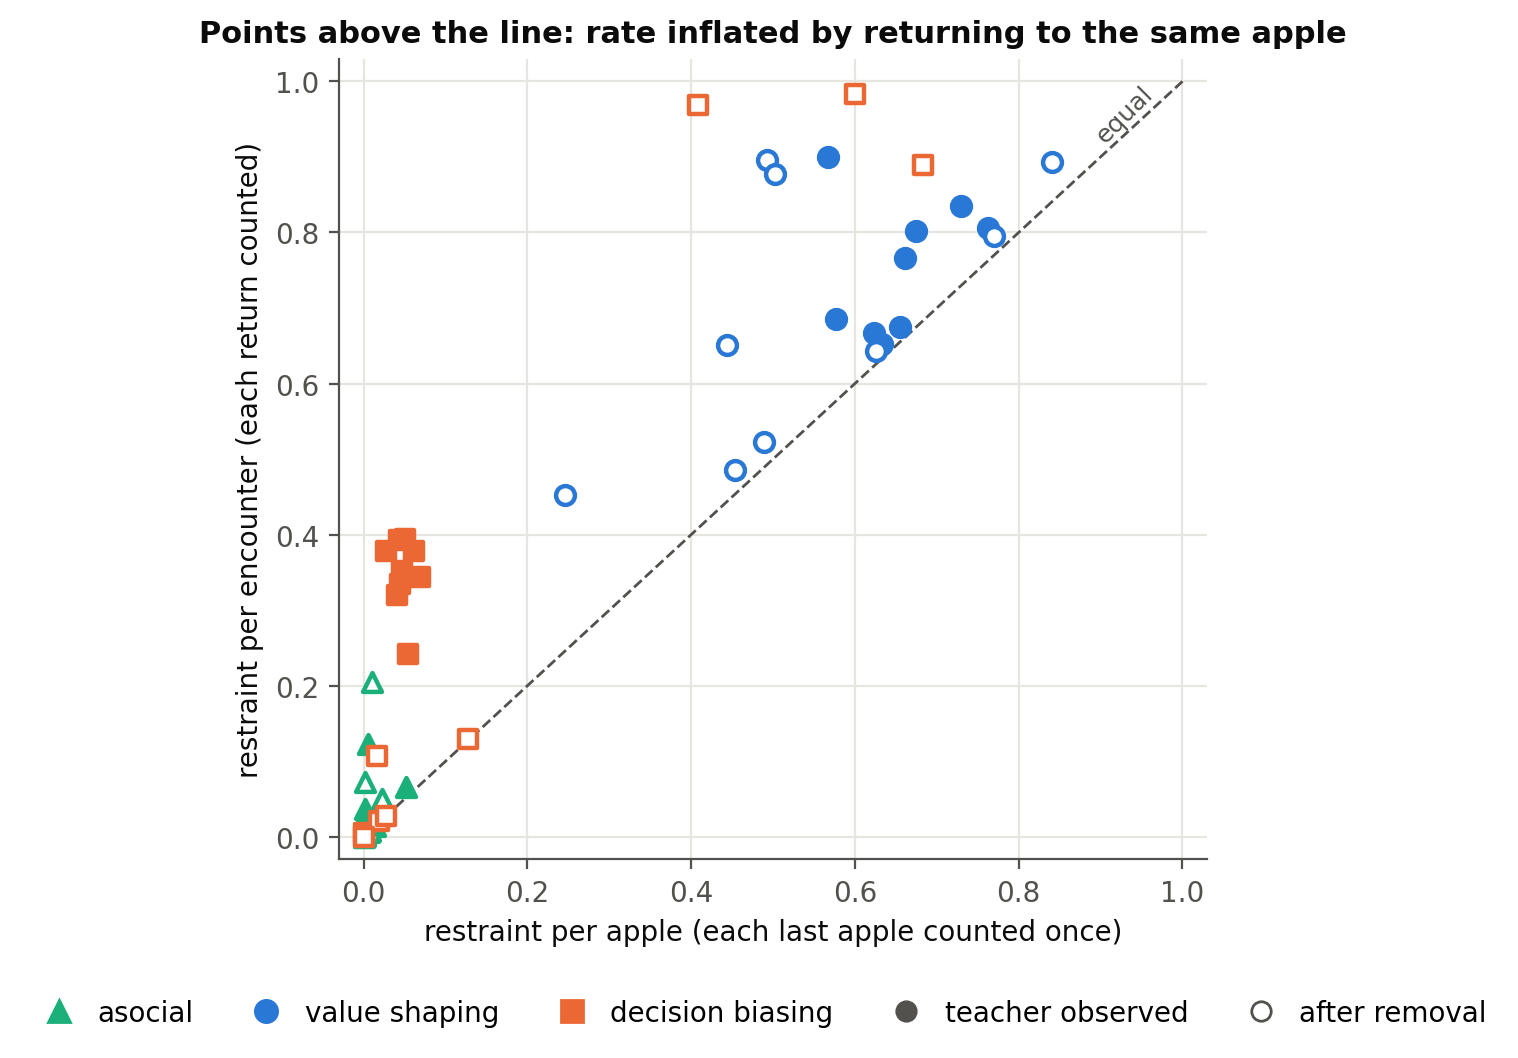 Points above the line: rate inflated by returning to the same apple
restraint per encounter (each return counted)
1.0
0.8
0.6
0.4
0.2
0.0
equal
0.0 0.2 0.4 0.6 0.8 1.0
restraint per apple (each last apple counted once)
asocial value shaping decision biasing teacher observed after removal